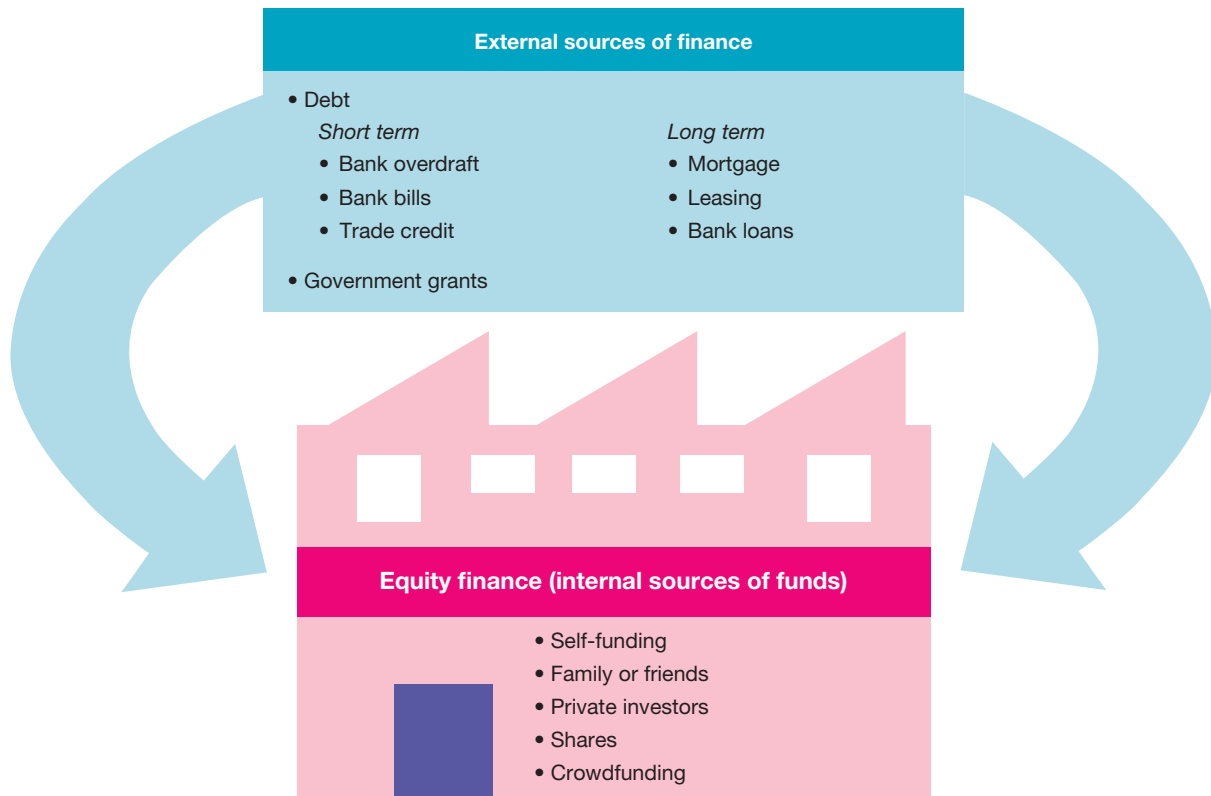 External sources of finance
• Debt
Short term
• Bank overdraft
• Bank bills
• Trade credit
Long term
• Mortgage
• Leasing
• Bank loans
• Government grants
Equity finance (internal sources of funds)
• Self-funding
• Family or friends
• Private investors
• Shares
• Crowdfunding